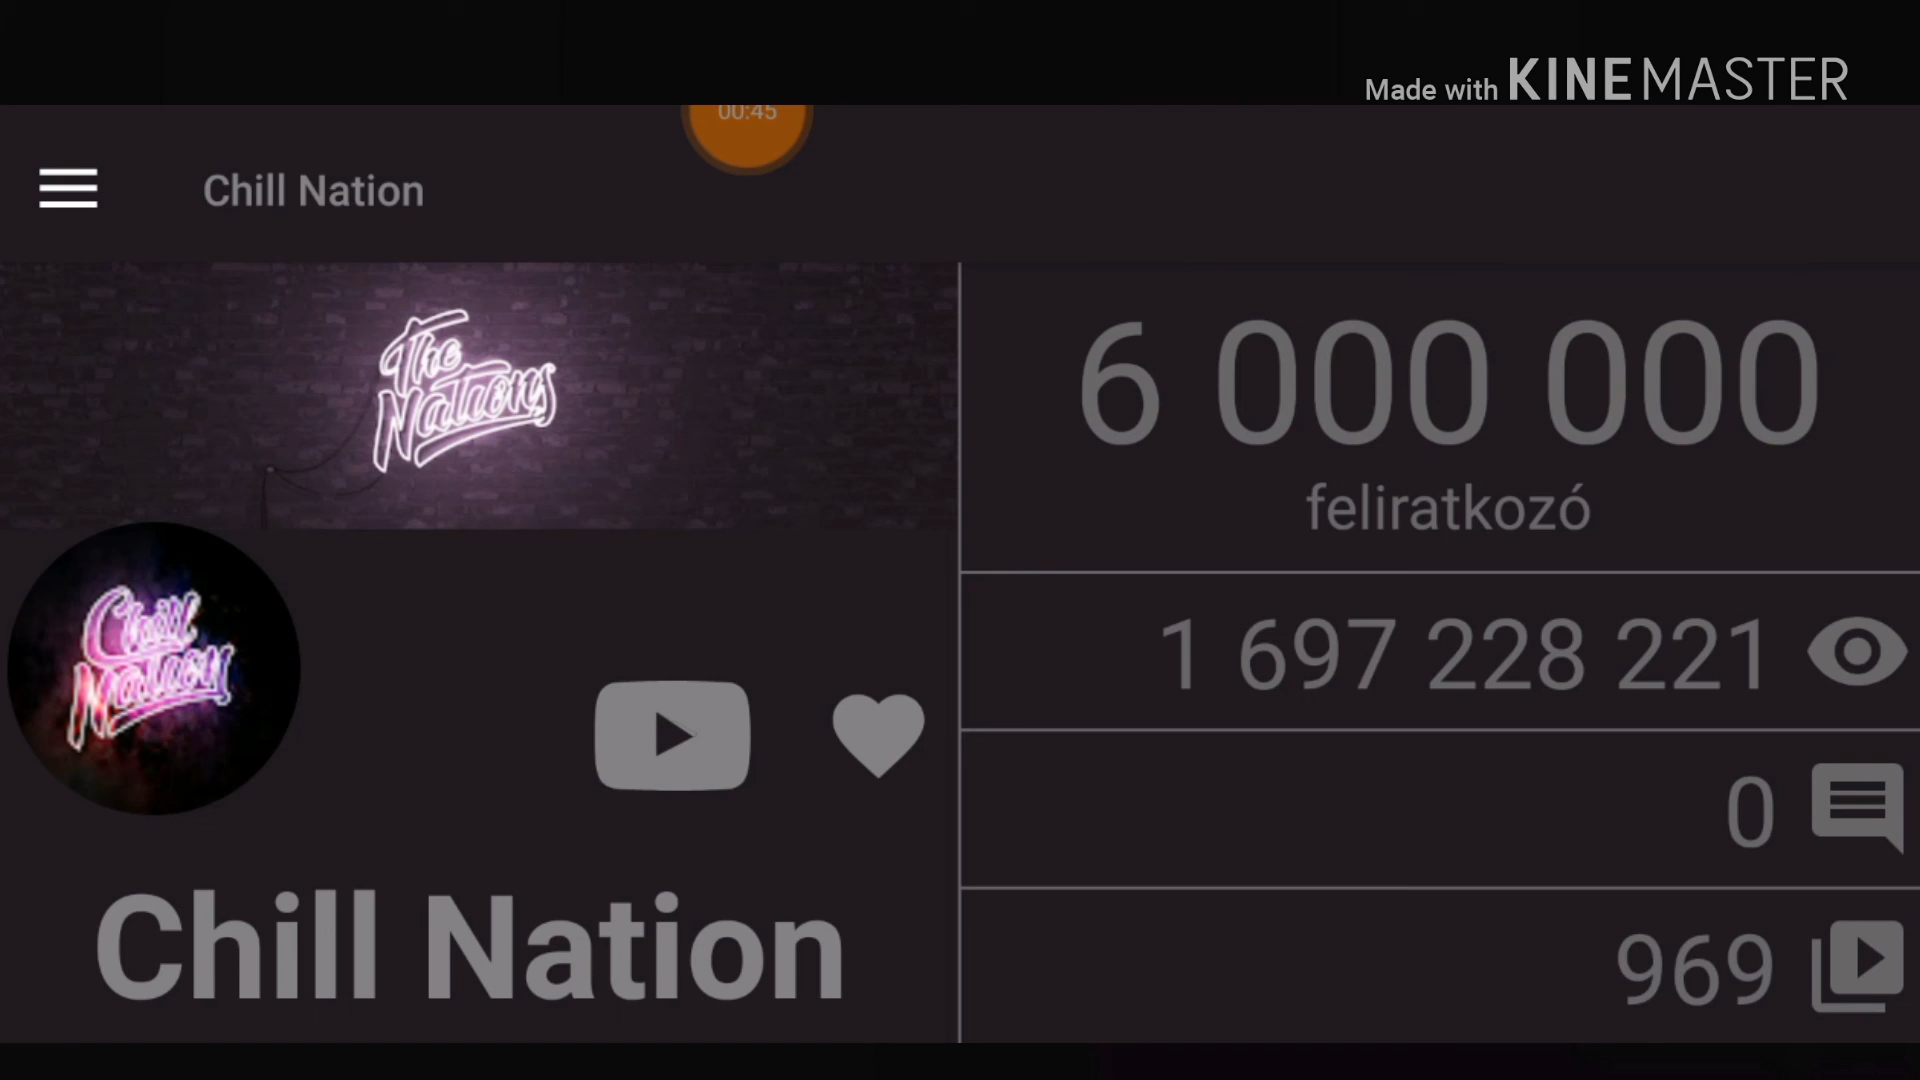 Made with KINEMASTER
00:45
Chill Nation
The
Nations
6 000 000
feliratkozó
Chill
Nation
1 697 228 221
0
Chill Nation
969